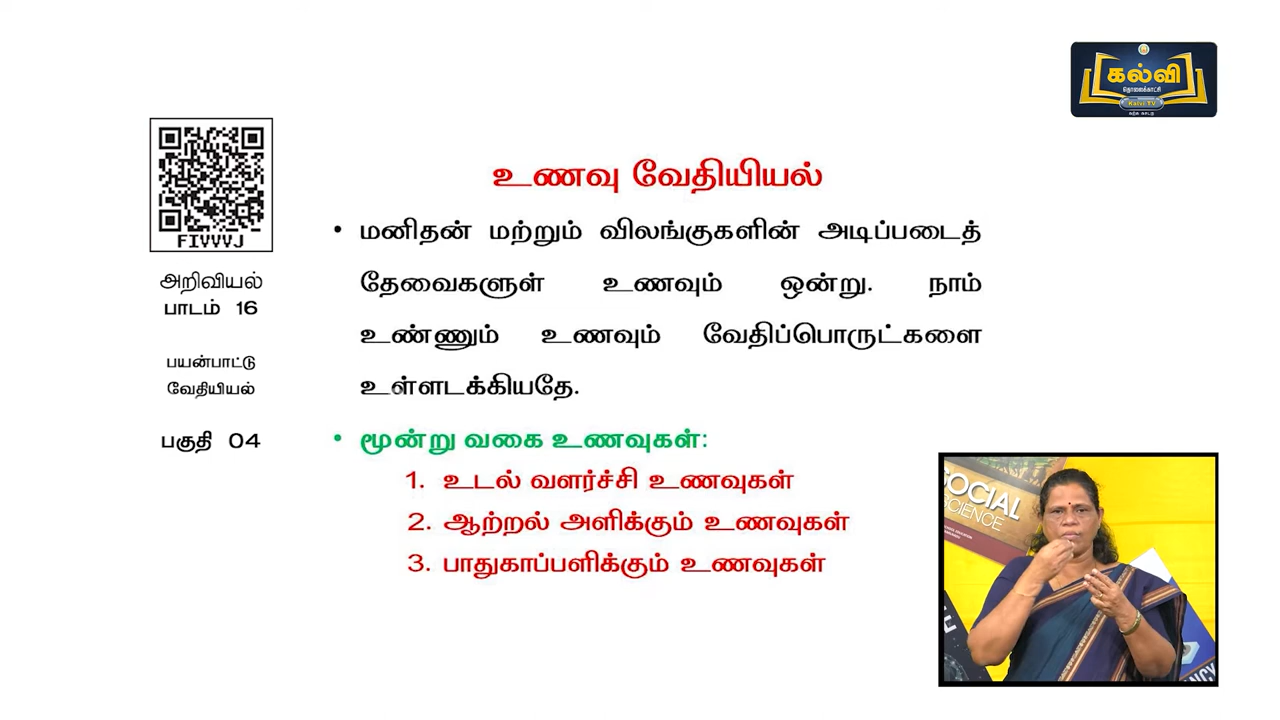 கல்வி
தொலைக்காட்சி
Kalvi TV
உணவு வேதியியல்
• மனிதன் மற்றும் விலங்குகளின் அடிப்படைத்
தேவைகளுள் உணவும் ஒன்று. நாம்
உண்ணும் உணவும் வேதிப்பொருட்களை
உள்ளடக்கியதே.
• மூன்று வகை உணவுகள்:
1. உடல் வளர்ச்சி உணவுகள்
2. ஆற்றல் அளிக்கும் உணவுகள்
3. பாதுகாப்பளிக்கும் உணவுகள்
FIVVVJ
அறிவியல்
பாடம் 16
பயன்பாட்டு
வேதியியல்
பகுதி 04
SOCIAL
SCIENCE